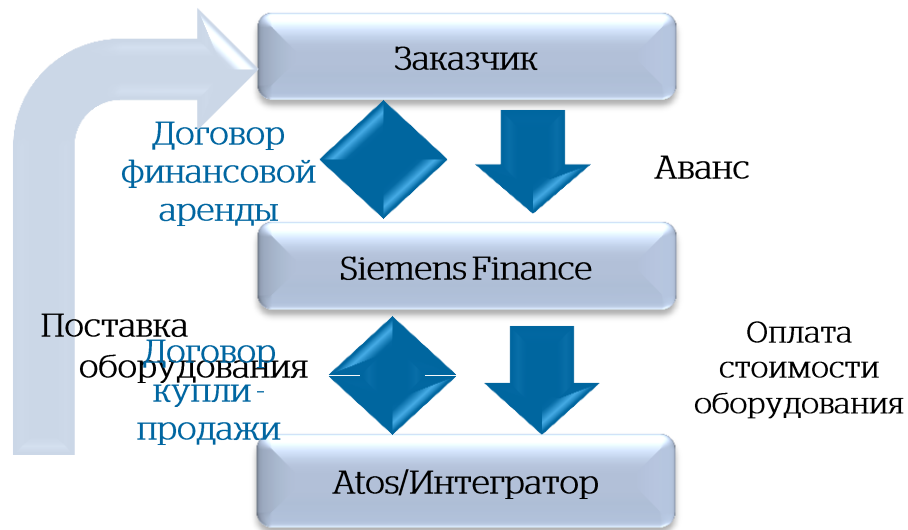 Заказчик
Договор
финансовой
аренды
Аванс
Siemens Finance
Поставка
оборудования
Договор
купли -
продажи
Оплата
стоимости
оборудования
Atos/Интегратор